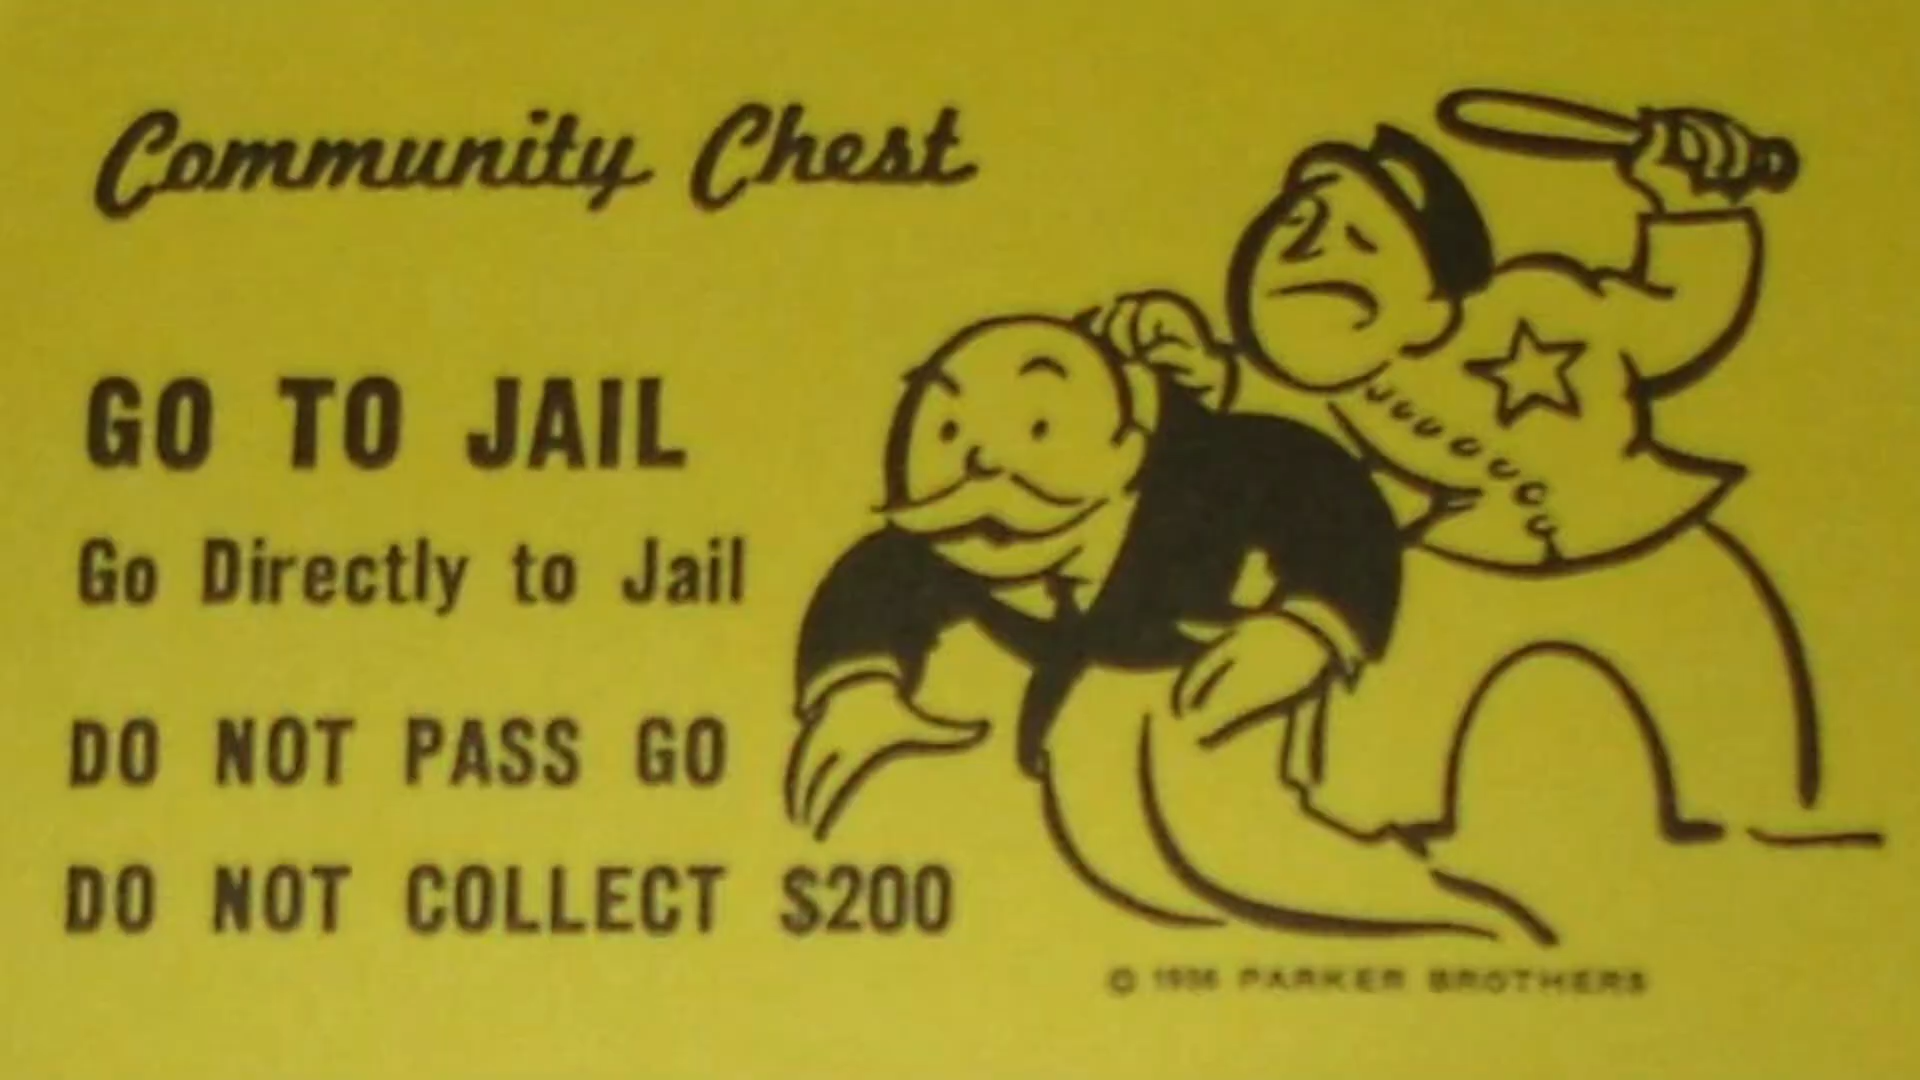 Community Chest
GO TO JAIL
Go Directly to Jail
DO NOT PASS GO
DO NOT COLLECT $200
© 1936 PARKER BROTHERS